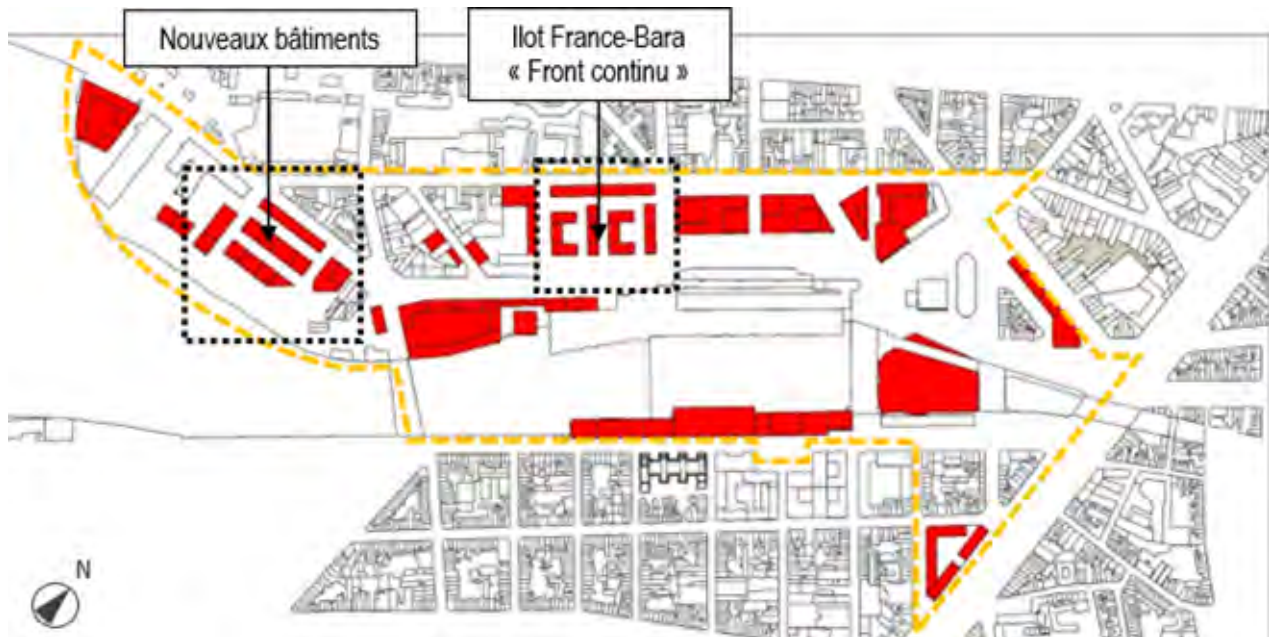 Nouveaux bâtiments
Ilot France-Bara
« Front continu »
N